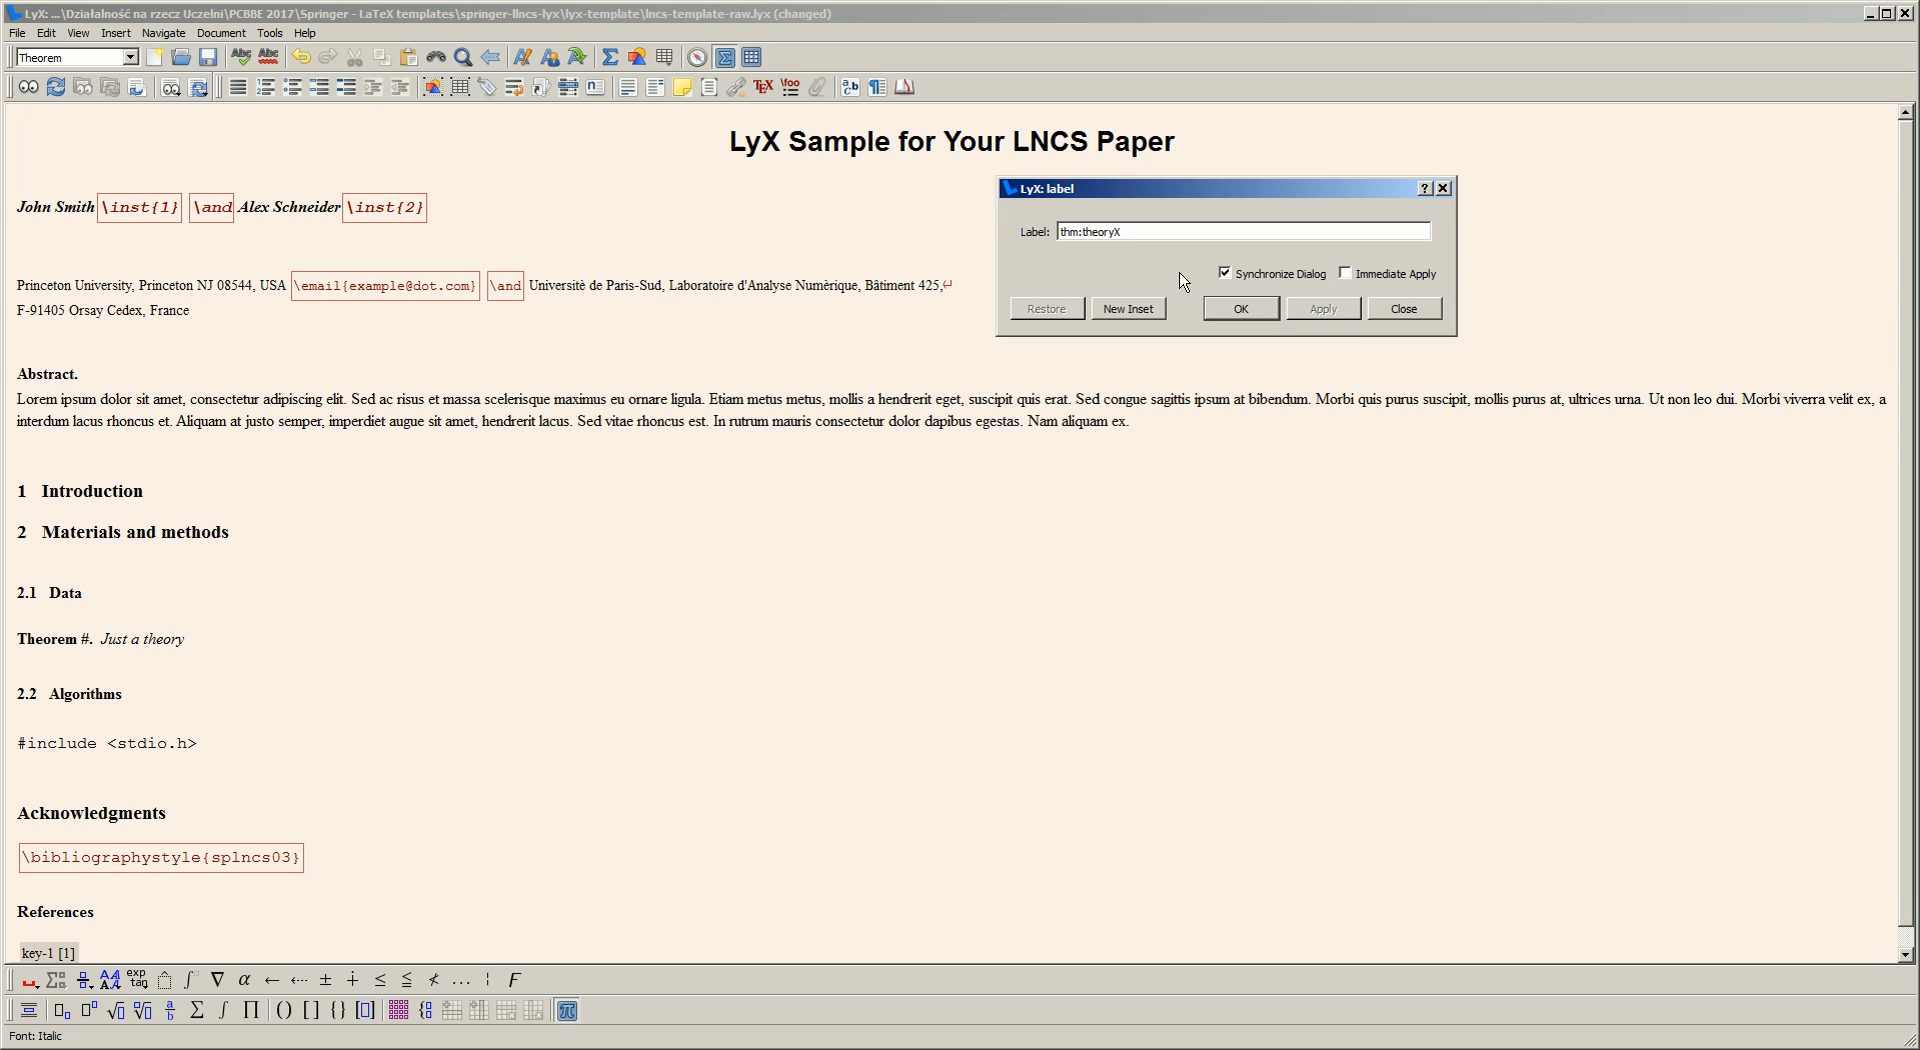 LyX: ...\Działalność na rzecz Uczelni\PCBBE 2017\Springer - LaTeX templates\springer-llncs-lyx\lyx-template\lncs-template-raw.lyx (changed)
File Edit View Insert Navigate Document Tools Help
Theorem
LyX Sample for Your LNCS Paper
LyX: label
John Smith \inst{1} \and Alex Schneider \inst{2}
Label: thm:theoryX
Synchronize Dialog Immediate Apply
Restore New Inset OK Apply Close
Princeton University, Princeton NJ 08544, USA \email{example@dot.com} \and Universitè de Paris-Sud, Laboratoire d'Analyse Numèrique, Bâtiment 425,
F-91405 Orsay Cedex, France
Abstract.
Lorem ipsum dolor sit amet, consectetur adipiscing elit. Sed ac risus et massa scelerisque maximus eu ornare ligula. Etiam metus metus, mollis a hendrerit eget, suscipit quis erat. Sed congue sagittis ipsum at bibendum. Morbi quis purus suscipit, mollis purus at, ultrices urna. Ut non leo dui. Morbi viverra velit ex, a
interdum lacus rhoncus et. Aliquam at justo semper, imperdiet augue sit amet, hendrerit lacus. Sed vitae rhoncus est. In rutrum mauris consectetur dolor dapibus egestas. Nam aliquam ex.
1 Introduction
2 Materials and methods
2.1 Data
Theorem #. Just a theory
2.2 Algorithms
#include <stdio.h>
Acknowledgments
\bibliographystyle{splncs03}
References
key-1 [1]
Font: Italic